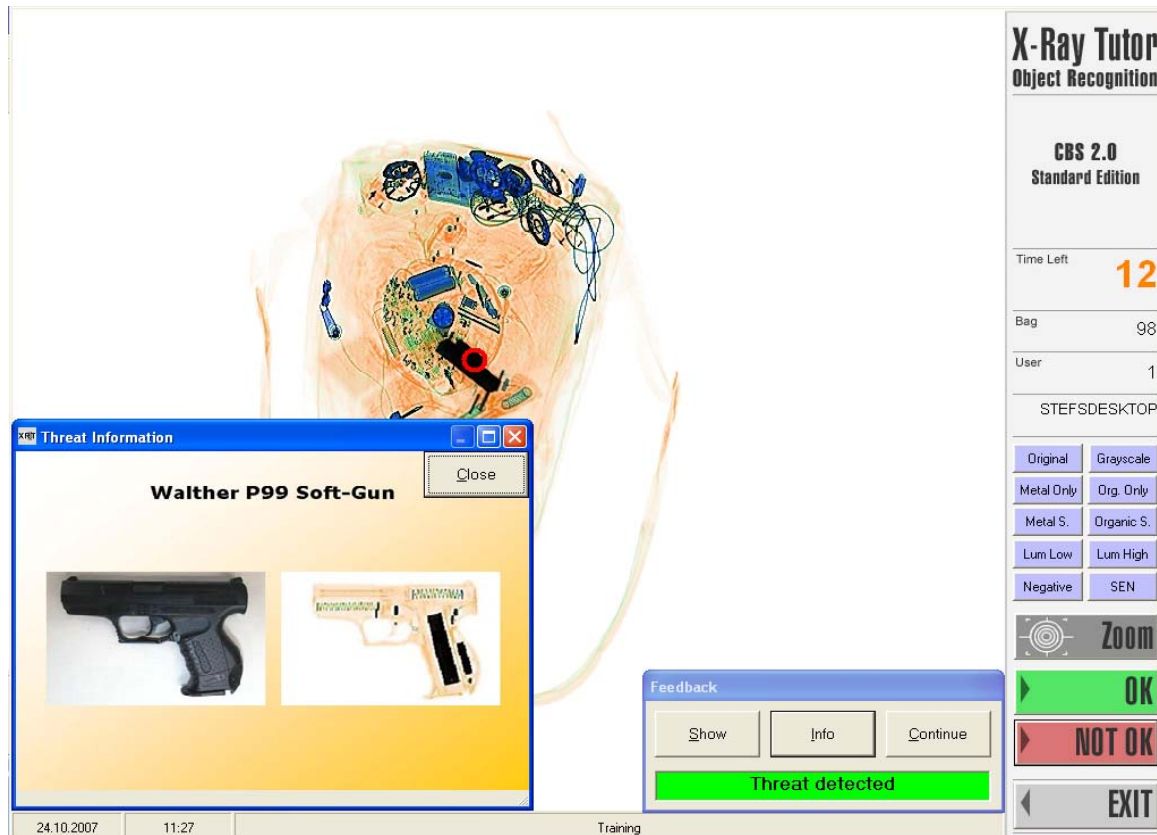 X-Ray Tutor
Object Recognition
CBS 2.0
Standard Edition
Time Left
12
Bag
98
User
1
STEFSDESKTOP
Original
Grayscale
Metal Only
Org. Only
Metal S.
Organic S.
Lum Low
Lum High
Negative
SEN
Zoom
OK
NOT OK
EXIT
XRT Threat Information
Close
Walther P99 Soft-Gun
Feedback
Show
Info
Continue
Threat detected
24.10.2007
11:27
Training